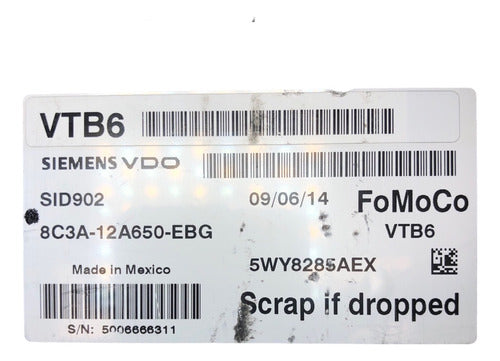 VTB6
SIEMENS VDO
SID902 09/06/14 FoMoCo
8C3A-12A650-EBG VTB6
Made in Mexico 5WY8285AEX
Scrap if dropped
S/N: 5006666311